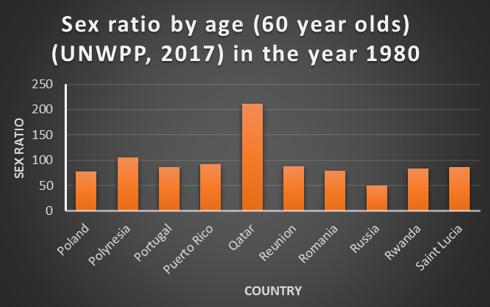 Sex ratio by age (60 year olds)
(UNWPP, 2017) in the year 1980
250
200
150
100
50
0
SEX RATIO
Poland
Polynesia
Portugal
Puerto Rico
Qatar
Reunion
Romania
Russia
Rwanda
Saint Lucia
COUNTRY